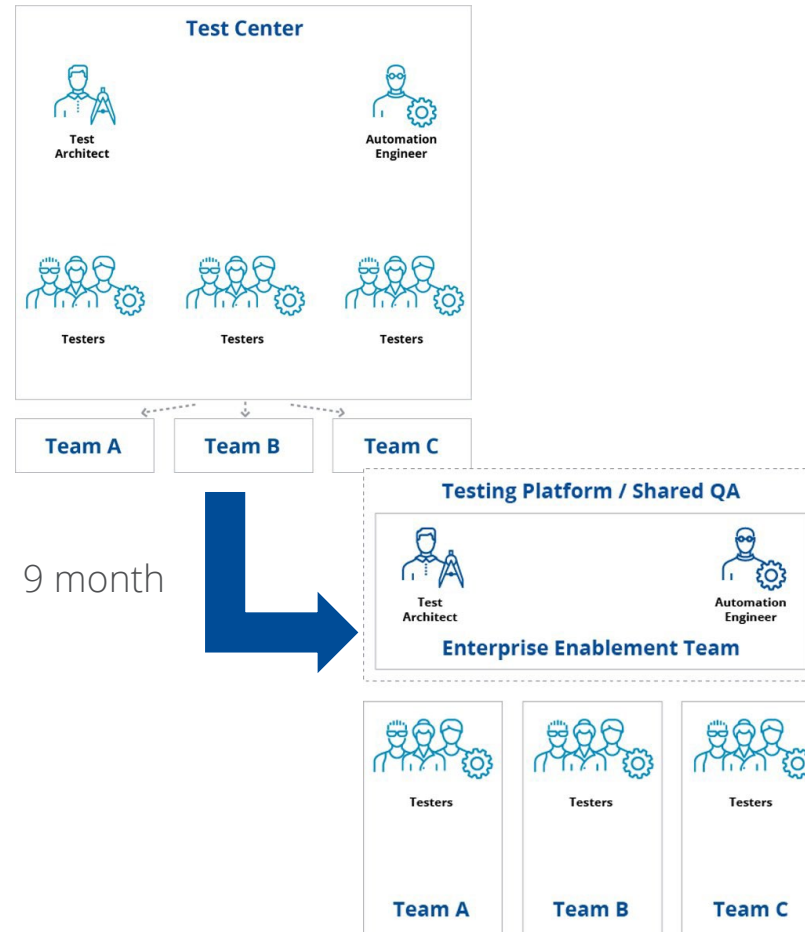 Test Center
Test
Architect
Automation
Engineer
Testers
Testers
Testers
Team A
Team B
Team C
9 month
Testing Platform / Shared QA
Test
Architect
Automation
Engineer
Enterprise Enablement Team
Testers
Testers
Testers
Team A
Team B
Team C